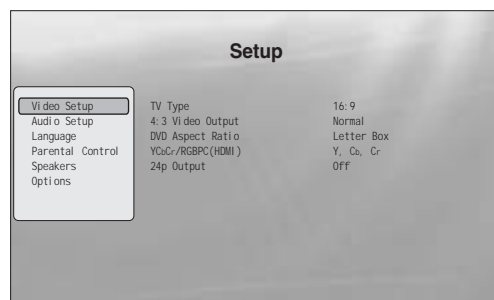 Setup
Video Setup
Audio Setup
Language
Parental Control
Speakers
Options
TV Type 16:9
4:3 Video Output Normal
DVD Aspect Ratio Letter Box
YCbCr/RGBPC(HDMI) Y, Cb, Cr
24p Output Off